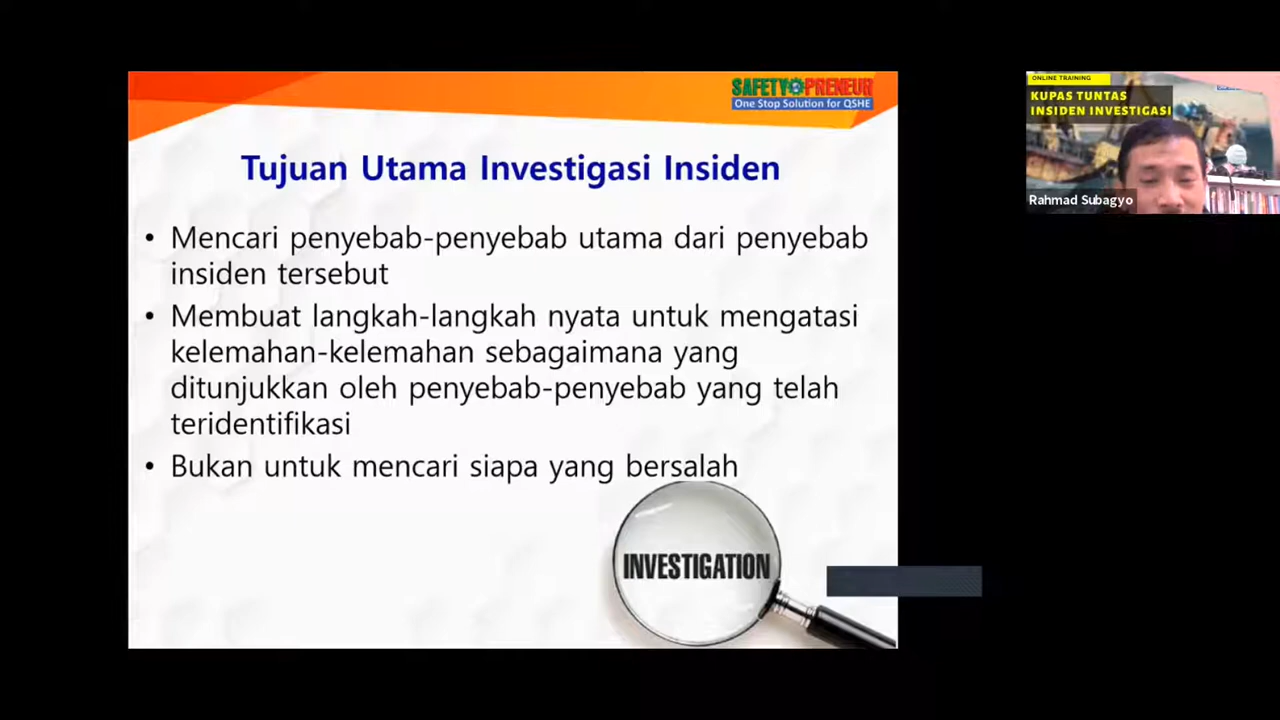 SAFETY PRENEUR
One Stop Solution for QSHE
Tujuan Utama Investigasi Insiden
• Mencari penyebab-penyebab utama dari penyebab
insiden tersebut
• Membuat langkah-langkah nyata untuk mengatasi
kelemahan-kelemahan sebagaimana yang
ditunjukkan oleh penyebab-penyebab yang telah
teridentifikasi
• Bukan untuk mencari siapa yang bersalah
INVESTIGATION
ONLINE TRAINING
KUPAS TUNTAS
INSIDEN INVESTIGASI
Rahmad Subagyo